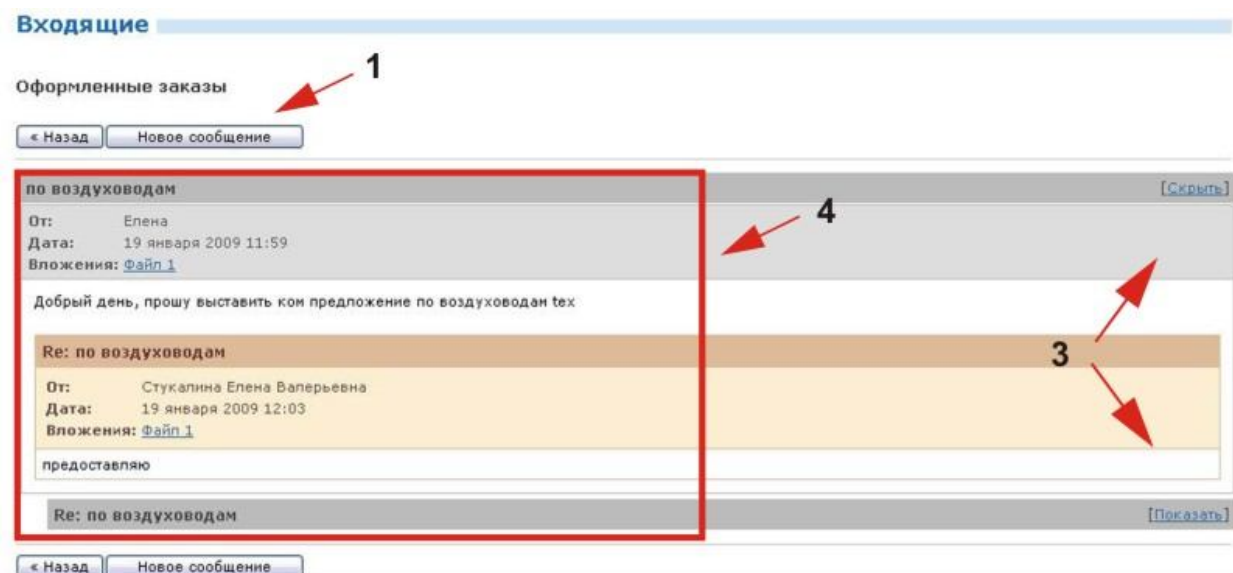 Входящие
1
Оформленные заказы
« Назад Новое сообщение
по воздуховодам [Скрыть]
От: Елена
4
Дата: 19 января 2009 11:59
Вложения: Файл 1
Добрый день, прошу выставить ком предложение по воздуховодам tex
Re: по воздуховодам
3
От: Стукалина Елена Валерьевна
Дата: 19 января 2009 12:03
Вложения: Файл 1
предоставляю
Re: по воздуховодам [Показать]
« Назад Новое сообщение